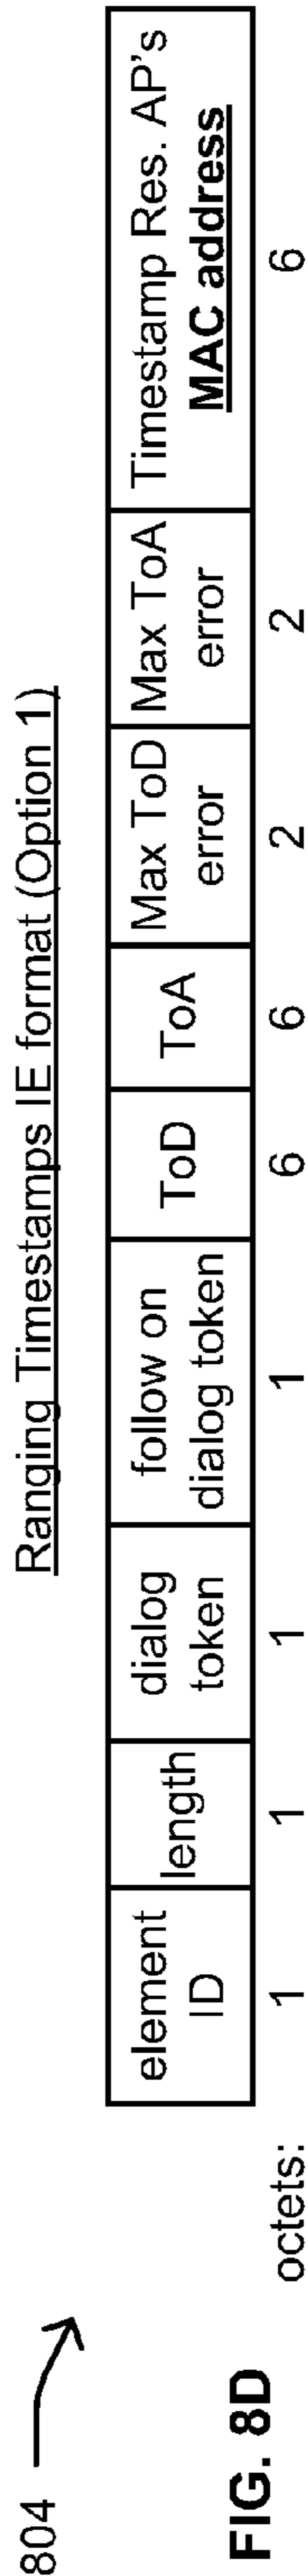 804
Ranging Timestamps IE format (Option 1)
element ID
length
dialog token
follow on dialog token
ToD
ToA
Max ToD error
Max ToA error
Timestamp Res. AP's MAC address
octets: 1 1 1 1 6 6 2 2 6
FIG. 8D